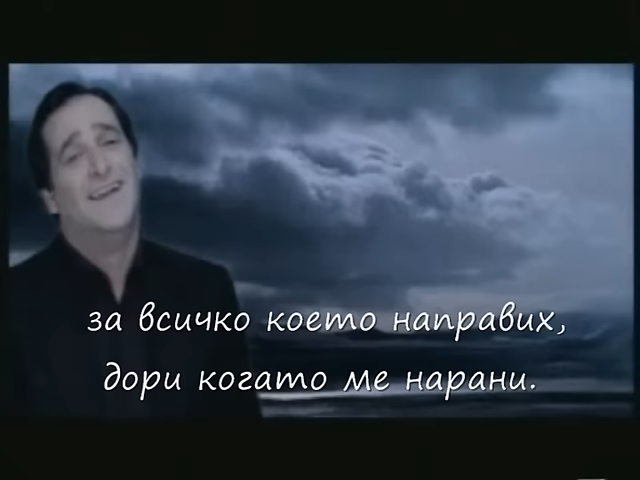 за всичко което направих,
дори когато ме нарани.